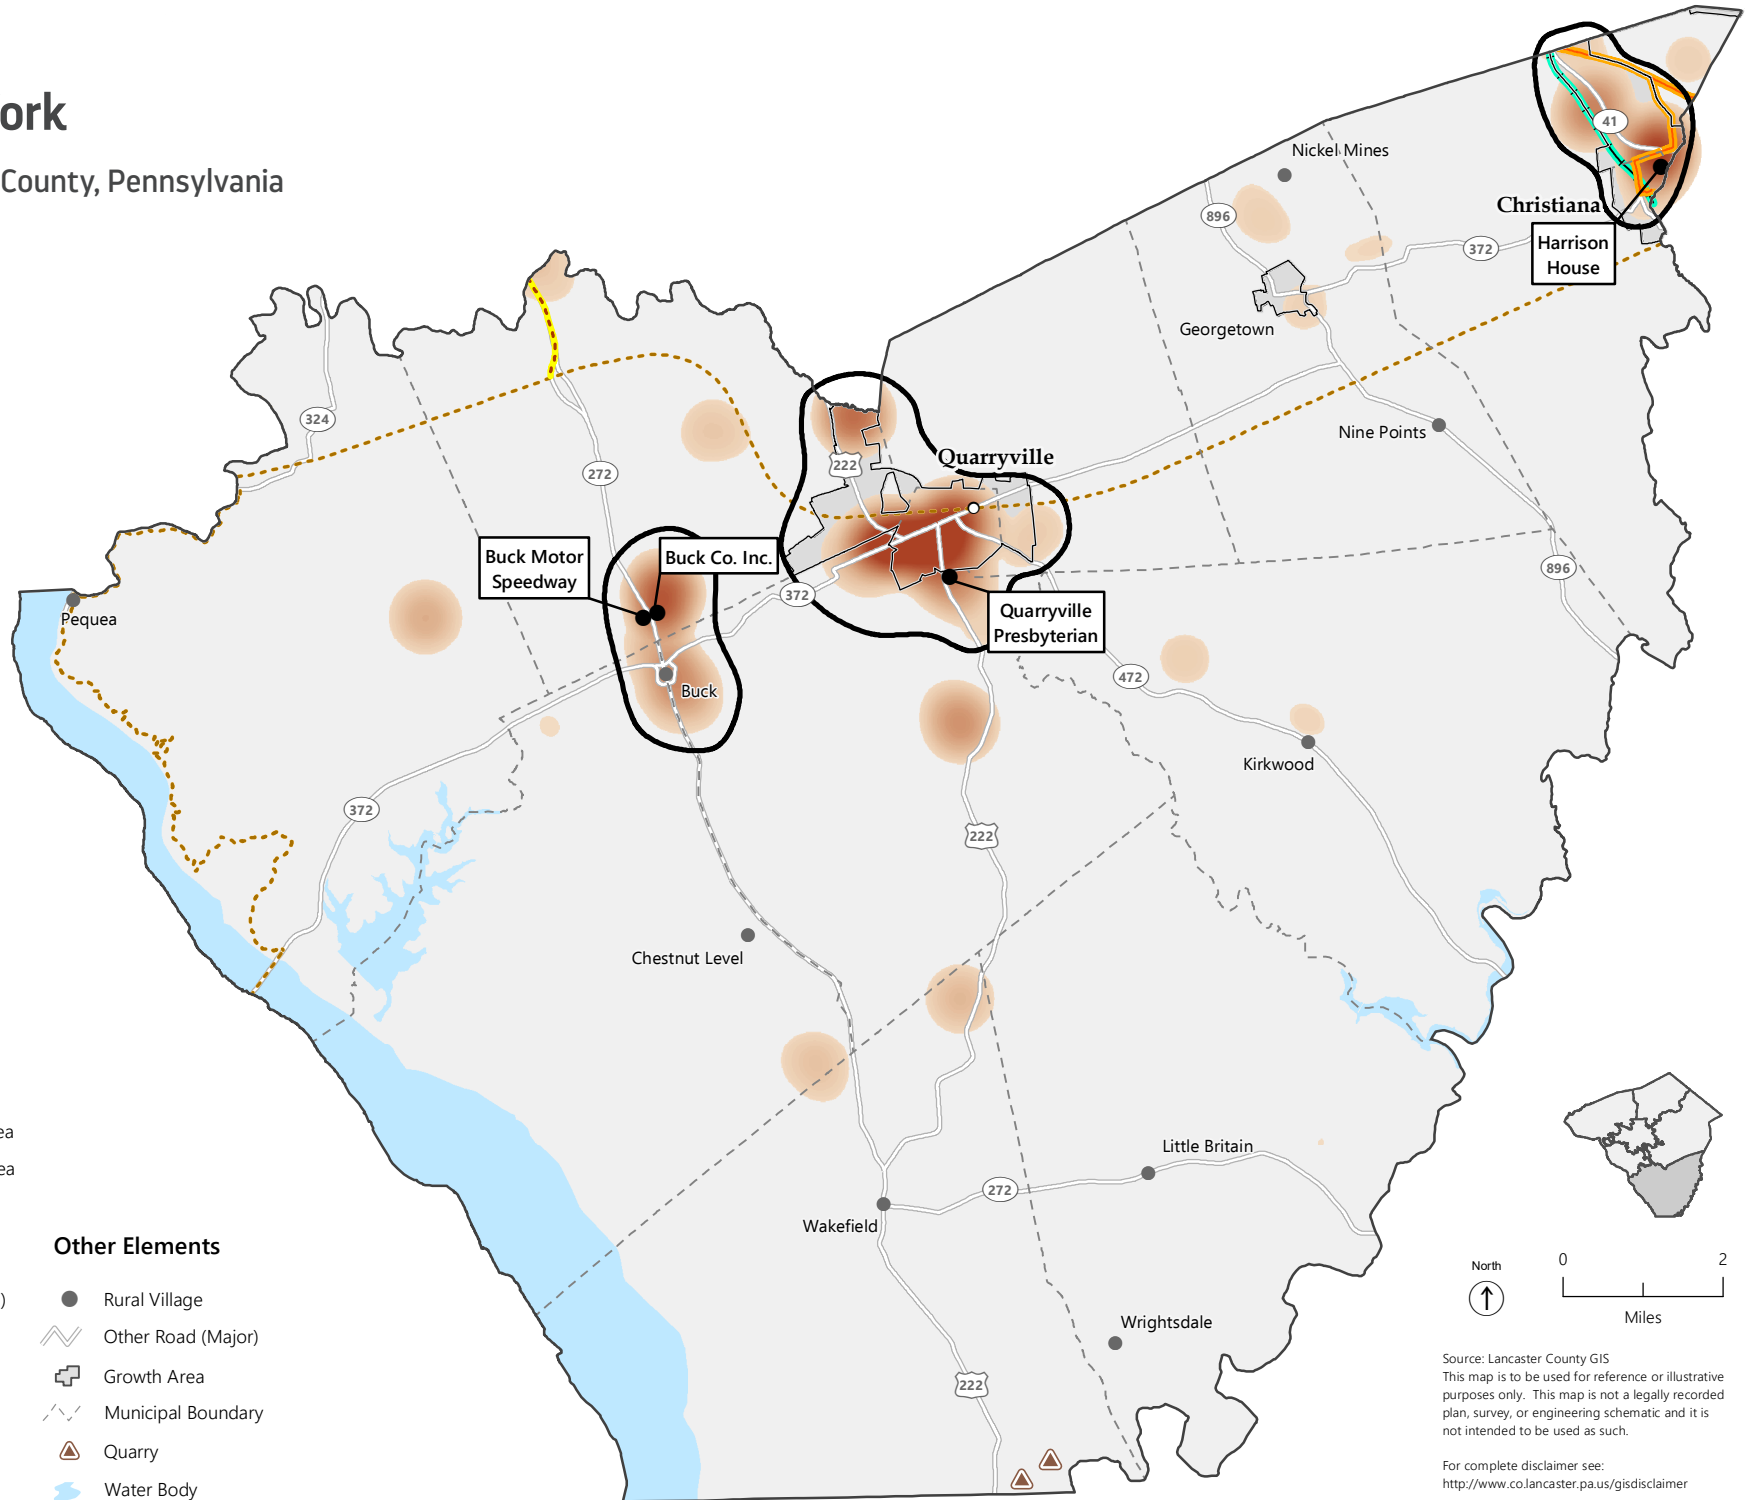 ork
County, Pennsylvania
Nickel Mines
41
896
Christiana
372
Harrison
House
Georgetown
324
Nine Points
222
Quarryville
272
Buck Motor
Speedway
Buck Co. Inc.
896
372
Quarryville
Presbyterian
Pequea
472
Buck
Kirkwood
372
222
Chestnut Level
ea
Little Britain
ea
272
Wakefield
Other Elements
)
Rural Village
Other Road (Major)
Growth Area
Municipal Boundary
Quarry
Water Body
Wrightsdale
222
North
0
2
Miles
Source: Lancaster County GIS
This map is to be used for reference or illustrative
purposes only. This map is not a legally recorded
plan, survey, or engineering schematic and it is
not intended to be used as such.
For complete disclaimer see:
http://www.co.lancaster.pa.us/gisdisclaimer